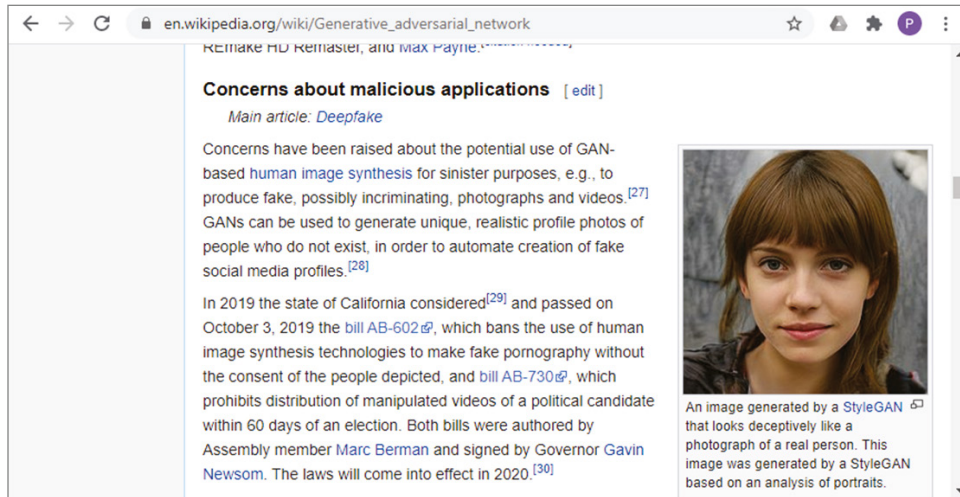 en.wikipedia.org/wiki/Generative_adversarial_network
P
REmake HD Remaster, and Max Payne.[citation needed]
Concerns about malicious applications [ edit ]
Main article: Deepfake
Concerns have been raised about the potential use of GAN-
based human image synthesis for sinister purposes, e.g., to
produce fake, possibly incriminating, photographs and videos.[27]
GANs can be used to generate unique, realistic profile photos of
people who do not exist, in order to automate creation of fake
social media profiles.[28]
In 2019 the state of California considered[29] and passed on
October 3, 2019 the bill AB-602, which bans the use of human
image synthesis technologies to make fake pornography without
the consent of the people depicted, and bill AB-730, which
prohibits distribution of manipulated videos of a political candidate
within 60 days of an election. Both bills were authored by
Assembly member Marc Berman and signed by Governor Gavin
Newsom. The laws will come into effect in 2020.[30]
An image generated by a StyleGAN
that looks deceptively like a
photograph of a real person. This
image was generated by a StyleGAN
based on an analysis of portraits.